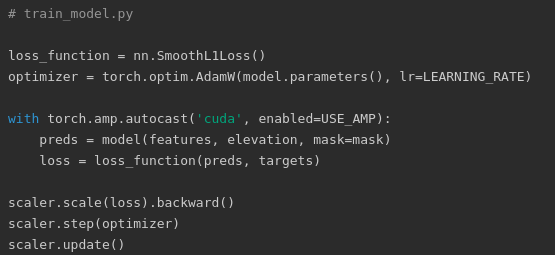 # train_model.py

loss_function = nn.SmoothL1Loss()
optimizer = torch.optim.AdamW(model.parameters(), lr=LEARNING_RATE)

with torch.amp.autocast('cuda', enabled=USE_AMP):
    preds = model(features, elevation, mask=mask)
    loss = loss_function(preds, targets)

scaler.scale(loss).backward()
scaler.step(optimizer)
scaler.update()